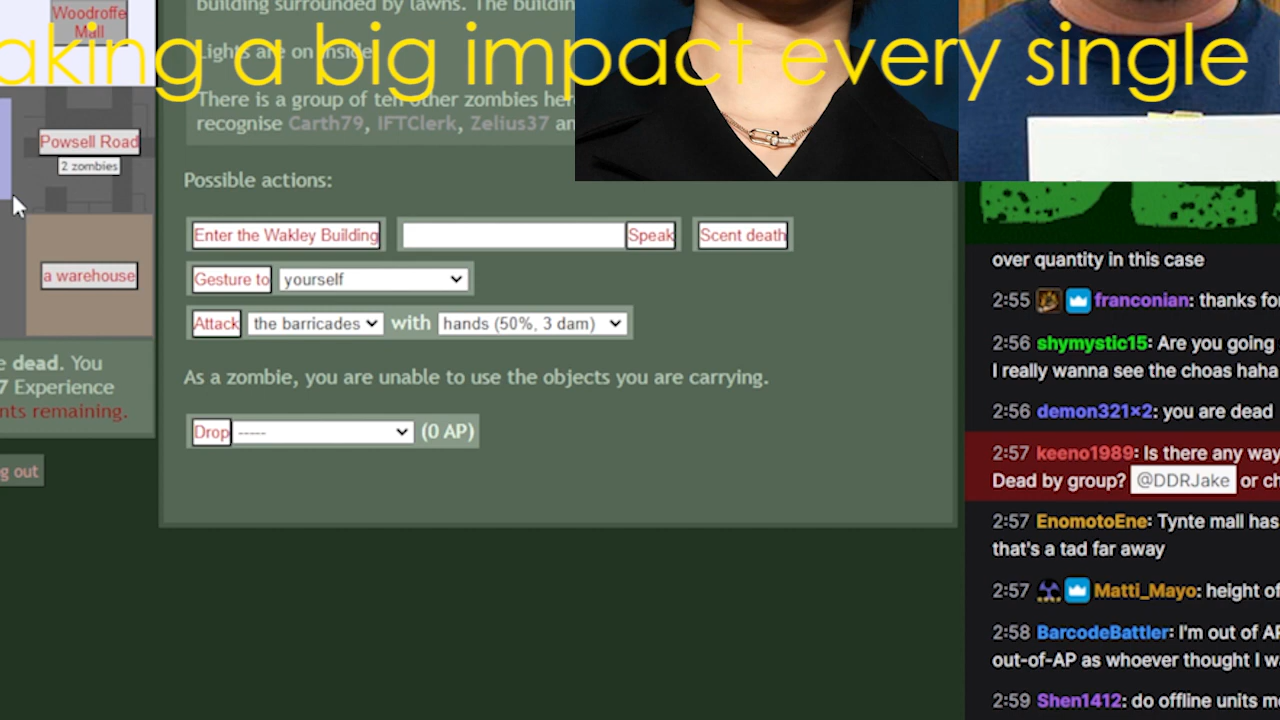 building surrounded by lawns. The buildin
Woodroffe
Mall
Lights are on inside.
aking a big impact every single
There is a group of ten other zombies her
recognise Carth79, IFTClerk, Zelius37 an
Powsell Road
2 zombies
Possible actions:
Enter the Wakley Building
Speak
Scent death
a warehouse
Gesture to
yourself
Attack
the barricades
with
hands (50%, 3 dam)
e dead. You
7 Experience
nts remaining.
As a zombie, you are unable to use the objects you are carrying.
Drop
-----
(0 AP)
g out
over quantity in this case
2:55 franconian: thanks fo
2:56 shymystic15: Are you going
I really wanna see the choas haha
2:56 demon321×2: you are dead
2:57 keeno1989: Is there any way
Dead by group? @DDRJake or ch
2:57 EnomotoEne: Tynte mall has
that's a tad far away
2:57 Matti_Mayo: height of
2:58 BarcodeBattler: I'm out of AP
out-of-AP as whoever thought I w
2:59 Shen1412: do offline units m